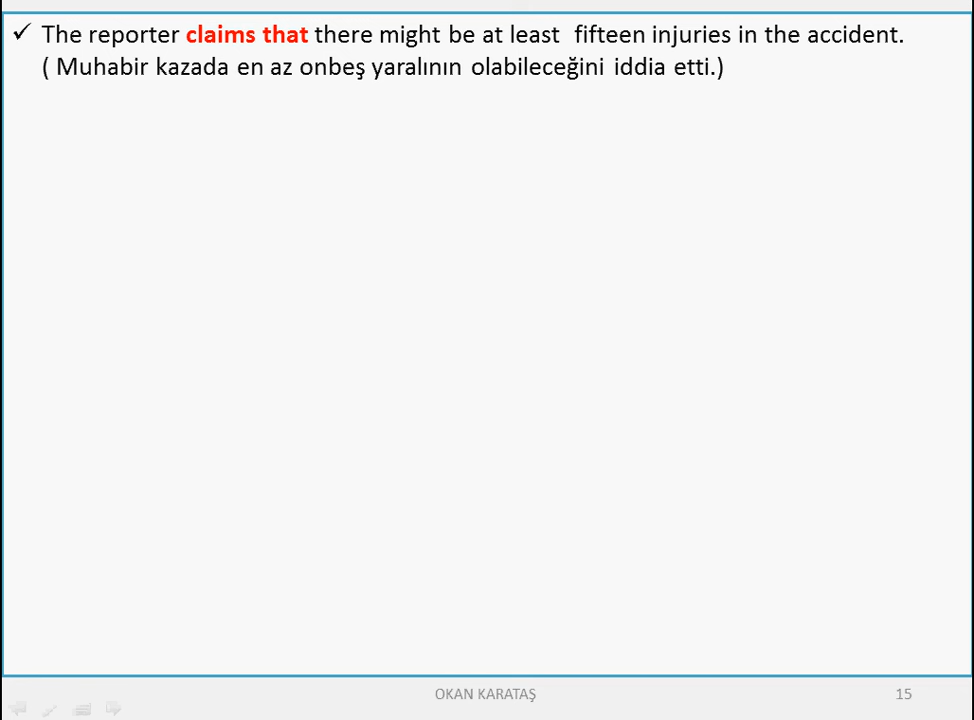 ✓ The reporter claims that there might be at least fifteen injuries in the accident.
( Muhabir kazada en az onbeş yaralının olabileceğini iddia etti.)
OKAN KARATAŞ
15